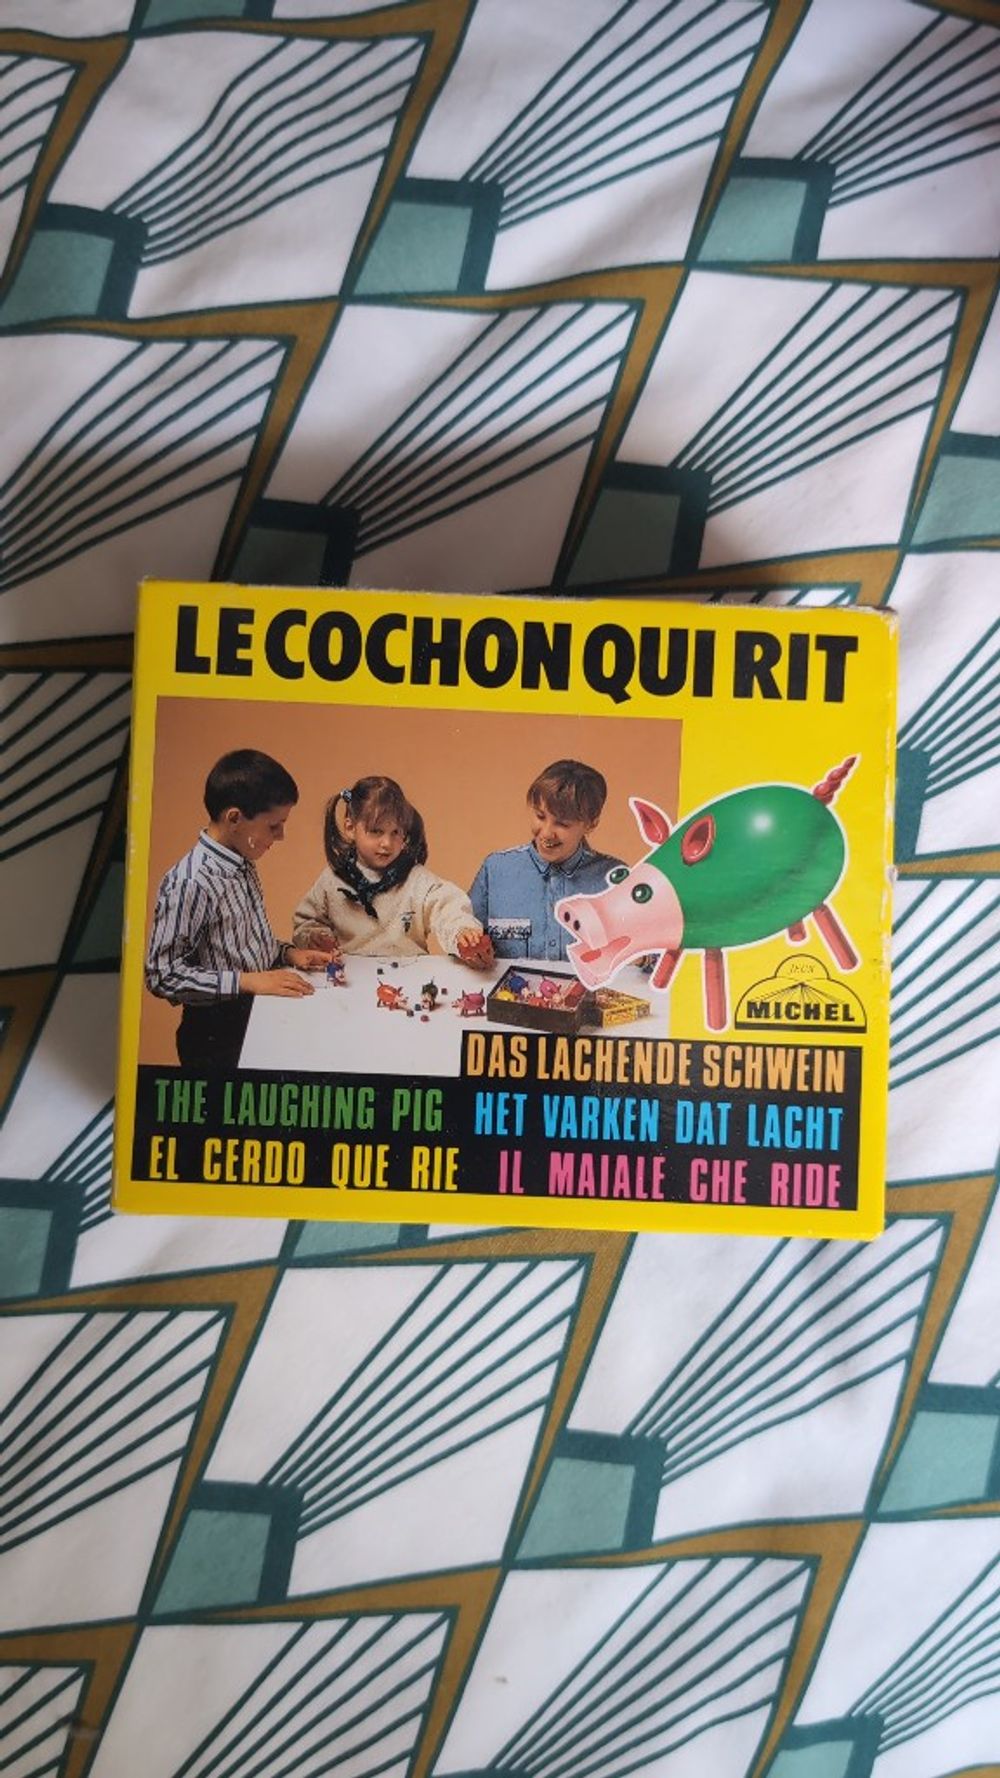 LE COCHON QUI RIT
JEUX
MICHEL
DAS LACHENDE SCHWEIN
THE LAUGHING PIG
HET VARKEN DAT LACHT
EL CERDO QUE RIE
IL MAIALE CHE RIDE